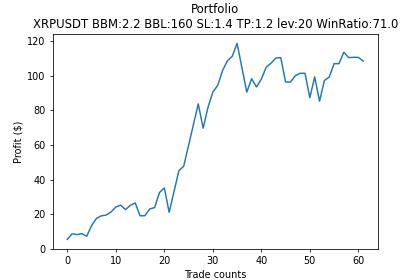 Portfolio
XRPUSDT BBM:2.2 BBL:160 SL:1.4 TP:1.2 lev:20 WinRatio:71.0
120
100
80
60
40
20
0
Profit ($)
0 10 20 30 40 50 60
Trade counts